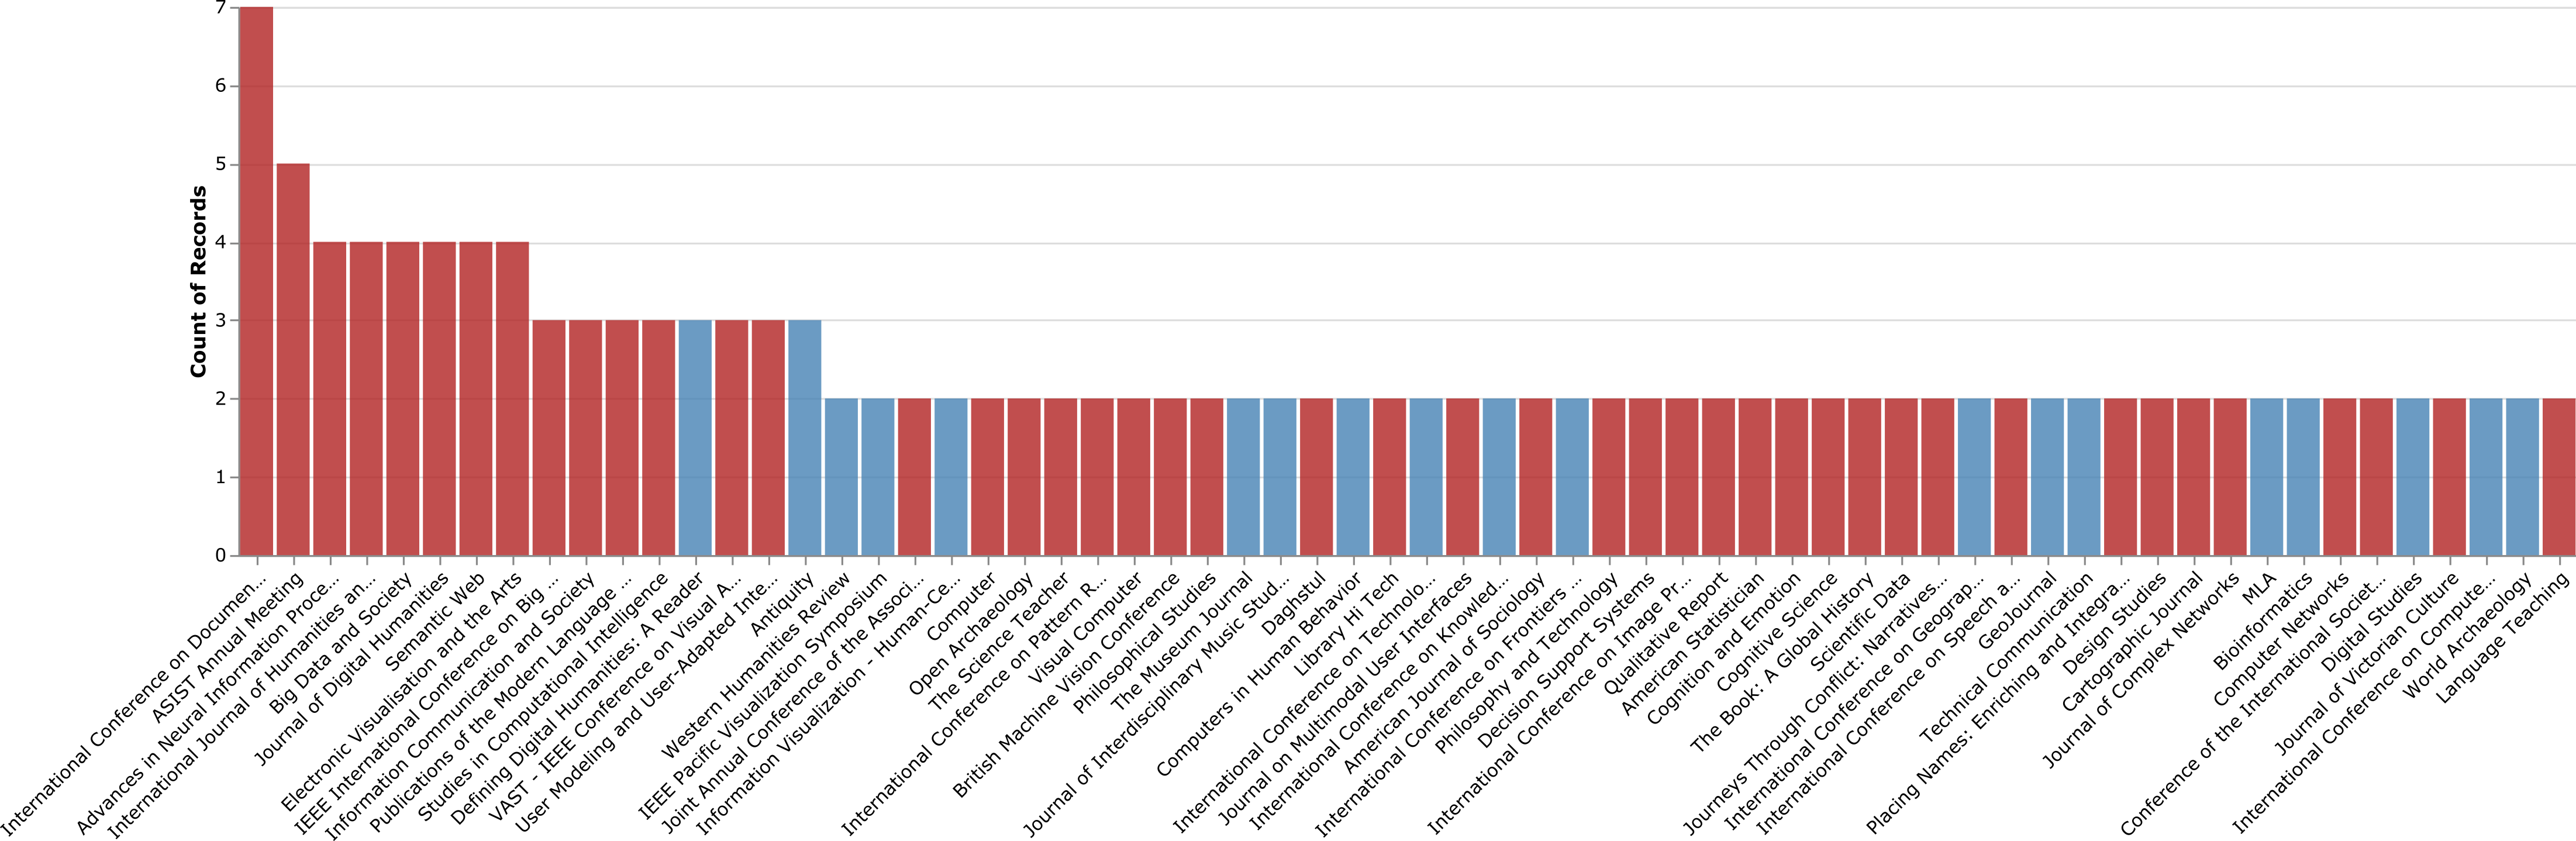 7
6
5
4
3
2
1
0
Count of Records
International Conference on Documen...
ASIST Annual Meeting
Advances in Neural Information Proce...
International Journal of Humanities an...
Big Data and Society
Journal of Digital Humanities
Semantic Web
Electronic Visualisation and the Arts
IEEE International Conference on Big ...
Information Communication and Society
Publications of the Modern Language ...
Studies in Computational Intelligence
Defining Digital Humanities: A Reader
VAST - IEEE Conference on Visual A...
User Modeling and User-Adapted Inte...
Antiquity
Western Humanities Review
IEEE Pacific Visualization Symposium
Joint Annual Conference of the Associ...
Information Visualization - Human-Ce...
Computer
Open Archaeology
The Science Teacher
International Conference on Pattern R...
Visual Computer
British Machine Vision Conference
Philosophical Studies
The Museum Journal
Journal of Interdisciplinary Music Stud...
Daghstul
Computers in Human Behavior
Library Hi Tech
International Conference on Technolo...
Journal on Multimodal User Interfaces
International Conference on Knowled...
American Journal of Sociology
International Conference on Frontiers ...
Philosophy and Technology
Decision Support Systems
International Conference on Image Pr...
Qualitative Report
American Statistician
Cognition and Emotion
Cognitive Science
The Book: A Global History
Scientific Data
Journeys Through Conflict: Narratives...
International Conference on Geograp...
International Conference on Speech a...
GeoJournal
Technical Communication
Placing Names: Enriching and Integra...
Design Studies
Cartographic Journal
Journal of Complex Networks
MLA
Bioinformatics
Computer Networks
Conference of the International Societ...
Digital Studies
Journal of Victorian Culture
International Conference on Compute...
World Archaeology
Language Teaching